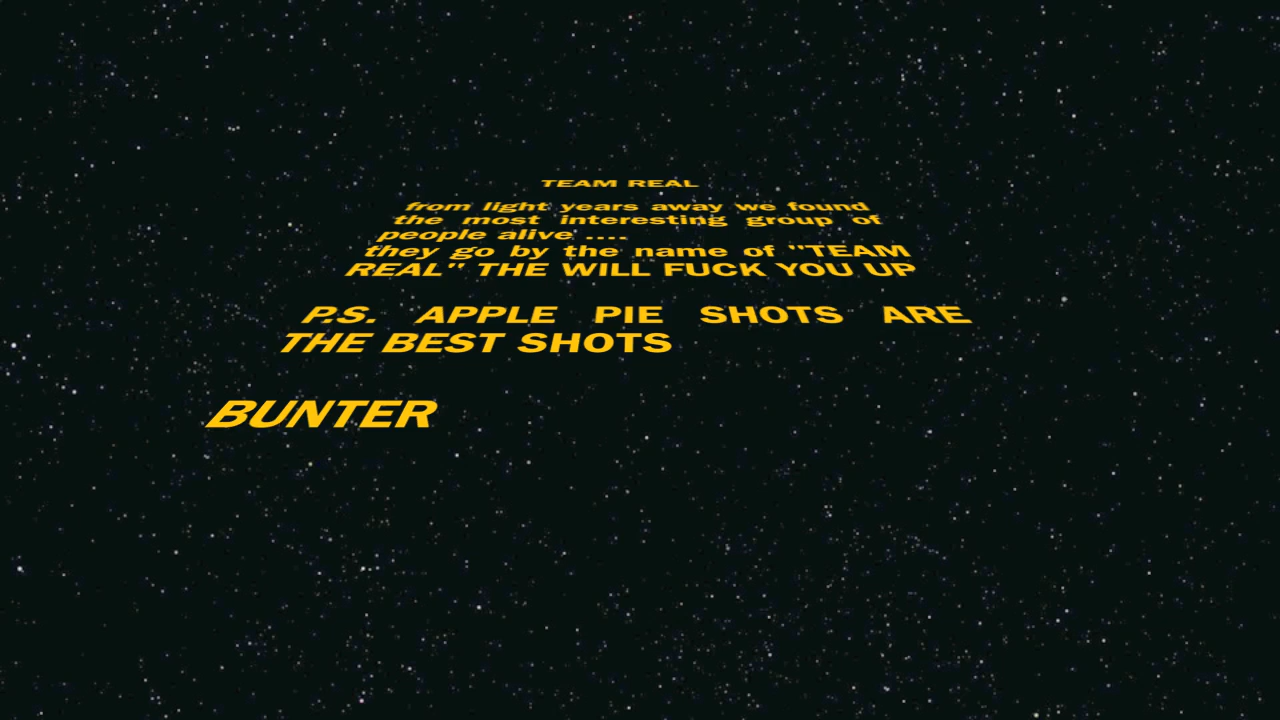 TEAM REAL
from light years away we found
the most interesting group of
people alive ....
they go by the name of "TEAM
REAL" THE WILL FUCK YOU UP
P.S. APPLE PIE SHOTS ARE
THE BEST SHOTS
BUNTER